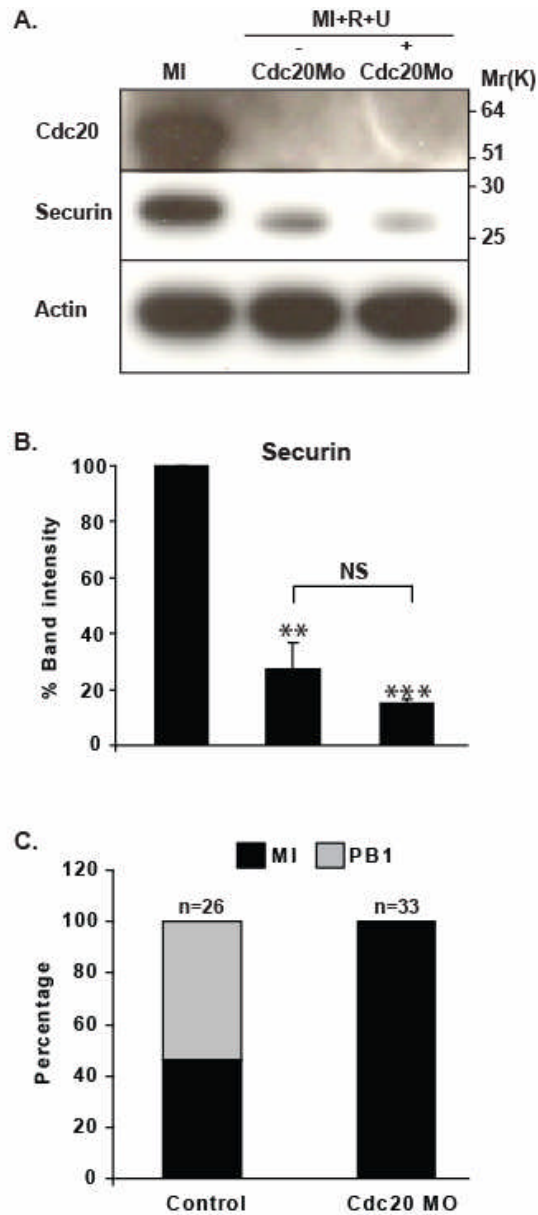 A.
MI+R+U
- +
MI Cdc20Mo Cdc20Mo Mr(K)
Cdc20
64
51
Securin
30
25
Actin
B.
Securin
% Band intensity
100
80
60
40
20
0
NS
**
***
C.
MI PB1
Percentage
120
100
80
60
40
20
0
n=26 n=33
Control Cdc20 MO